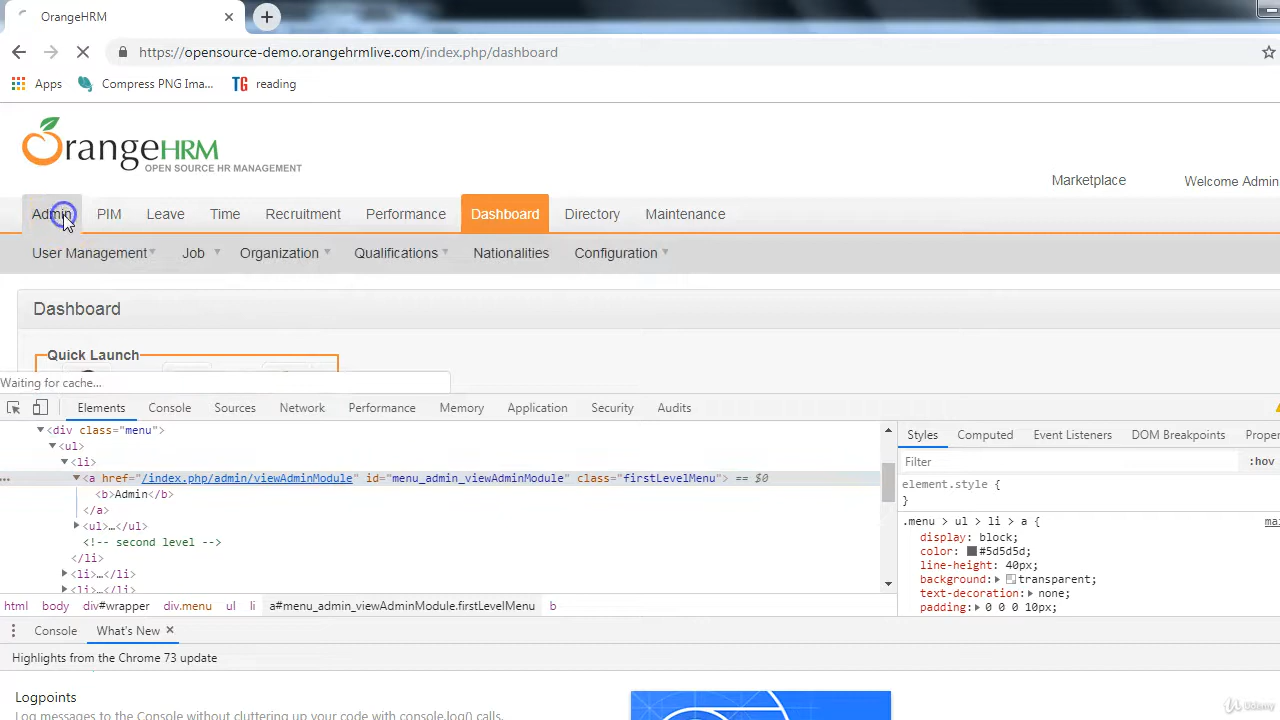 OrangeHRM
https://opensource-demo.orangehrmlive.com/index.php/dashboard
Apps Compress PNG Ima... TG reading
OrangeHRM
OPEN SOURCE HR MANAGEMENT
Marketplace Welcome Admin
Admin PIM Leave Time Recruitment Performance Dashboard Directory Maintenance
User Management Job Organization Qualifications Nationalities Configuration
Dashboard
Quick Launch
Waiting for cache...
Elements Console Sources Network Performance Memory Application Security Audits
<div class="menu">
<ul>
<li>
<a href="/index.php/admin/viewAdminModule" id="menu_admin_viewAdminModule" class="firstLevelMenu"> == $0
<b>Admin</b>
</a>
<ul>…</ul>
<!-- second level -->
</li>
<li>…</li>
<li>…</li>
html body div#wrapper div.menu ul li a#menu_admin_viewAdminModule.firstLevelMenu b
Styles Computed Event Listeners DOM Breakpoints Proper
Filter :hov
element.style {
}
.menu > ul > li > a { ma
display: block;
color: #5d5d5d;
line-height: 40px;
background: transparent;
text-decoration: none;
padding: 0 0 0 10px;
Console What's New
Highlights from the Chrome 73 update
Logpoints
Log messages to the Console without cluttering up your code with console.log() calls.
Udemy